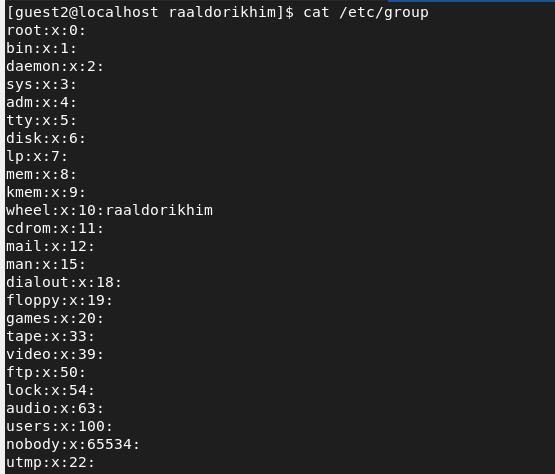 [guest2@localhost raaldorikhim]$ cat /etc/group
root:x:0:
bin:x:1:
daemon:x:2:
sys:x:3:
adm:x:4:
tty:x:5:
disk:x:6:
lp:x:7:
mem:x:8:
kmem:x:9:
wheel:x:10:raaldorikhim
cdrom:x:11:
mail:x:12:
man:x:15:
dialout:x:18:
floppy:x:19:
games:x:20:
tape:x:33:
video:x:39:
ftp:x:50:
lock:x:54:
audio:x:63:
users:x:100:
nobody:x:65534:
utmp:x:22: